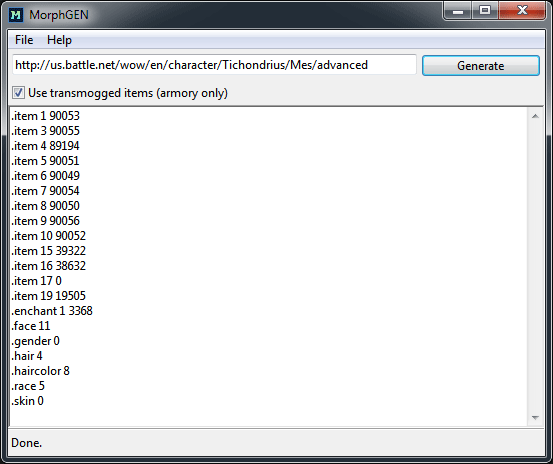 MorphGEN
File Help
http://us.battle.net/wow/en/character/Tichondrius/Mes/advanced Generate
Use transmogged items (armory only)
.item 1 90053
.item 3 90055
.item 4 89194
.item 5 90051
.item 6 90049
.item 7 90054
.item 8 90050
.item 9 90056
.item 10 90052
.item 15 39322
.item 16 38632
.item 17 0
.item 19 19505
.enchant 1 3368
.face 11
.gender 0
.hair 4
.haircolor 8
.race 5
.skin 0
Done.